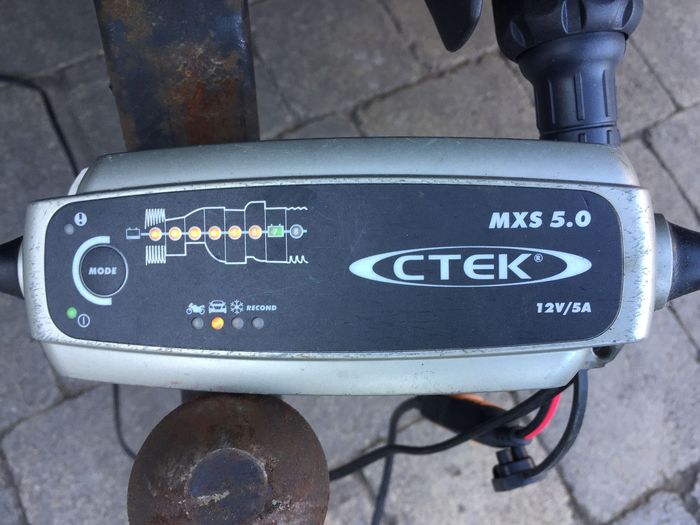 MXS 5.0
MODE
CTEK®
RECOND
12V/5A